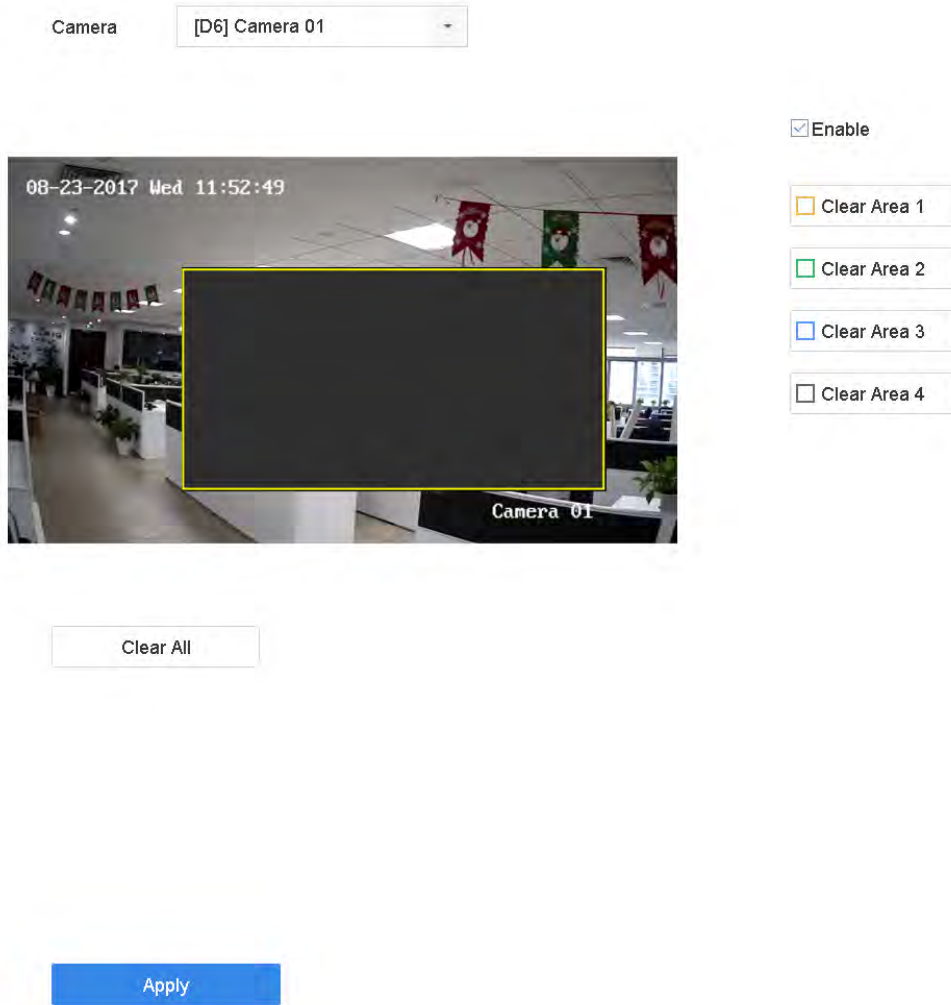 Camera [D6] Camera 01
Enable
08-23-2017 Wed 11:52:49
Clear Area 1
Clear Area 2
Clear Area 3
Clear Area 4
Camera 01
Clear All
Apply